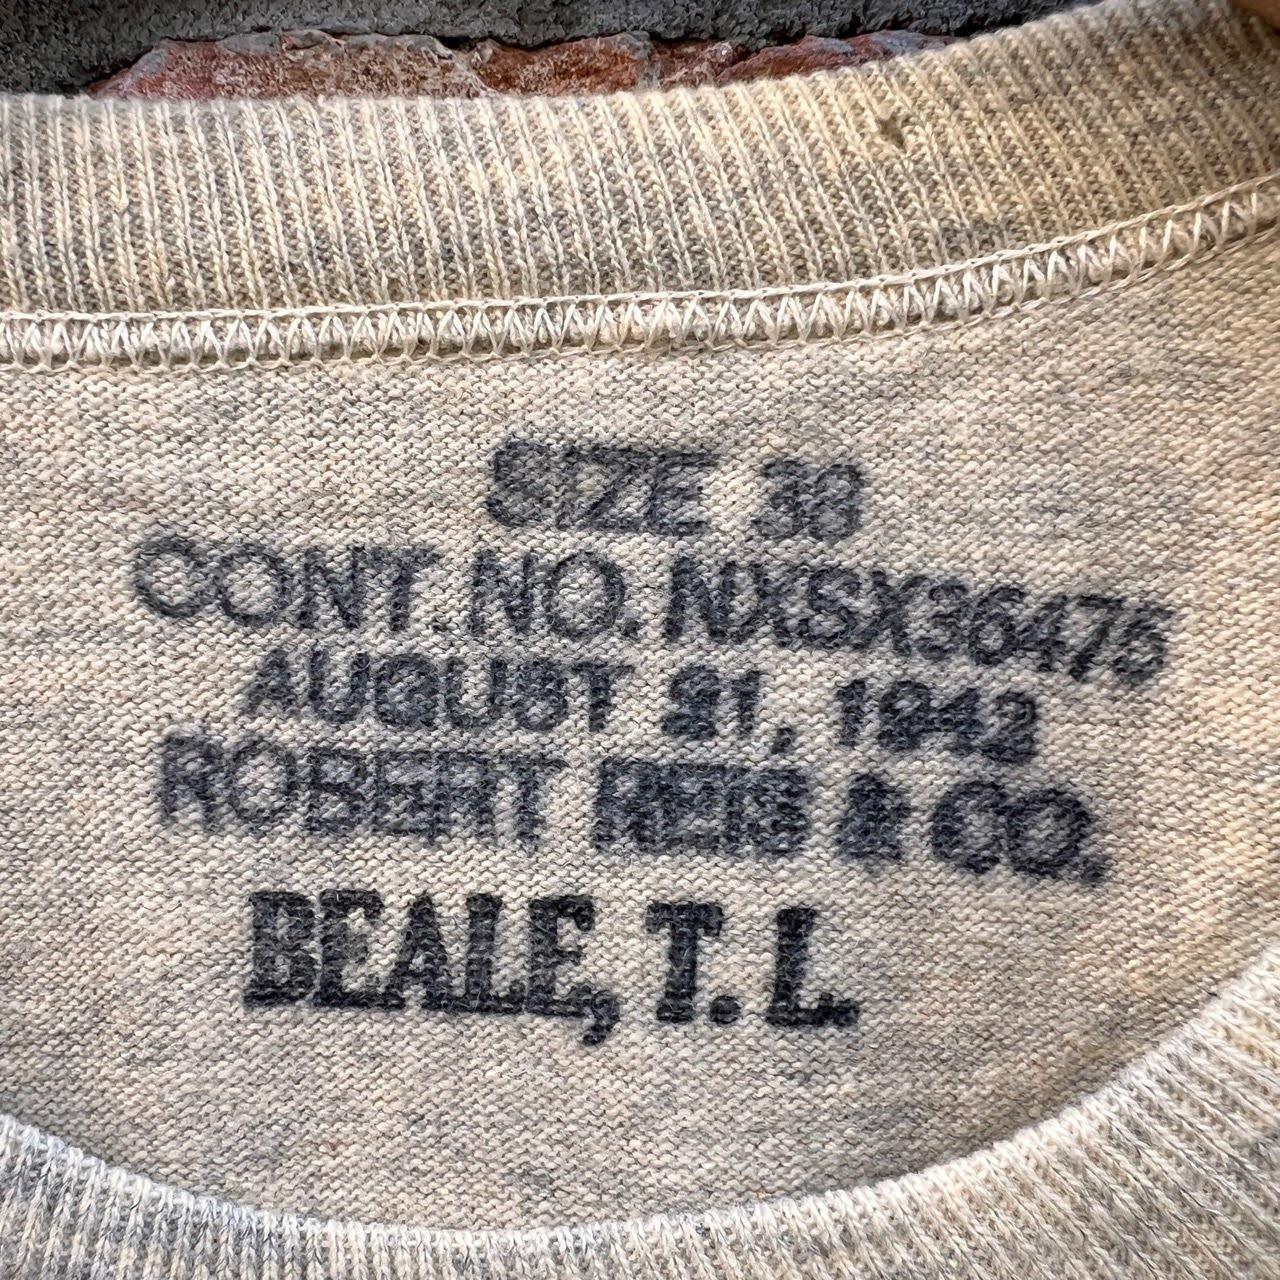 SIZE 38
CONT. NO. NXSX36475
AUGUST 21, 1942
ROBERT REIS & CO.
BEALE, T. L.